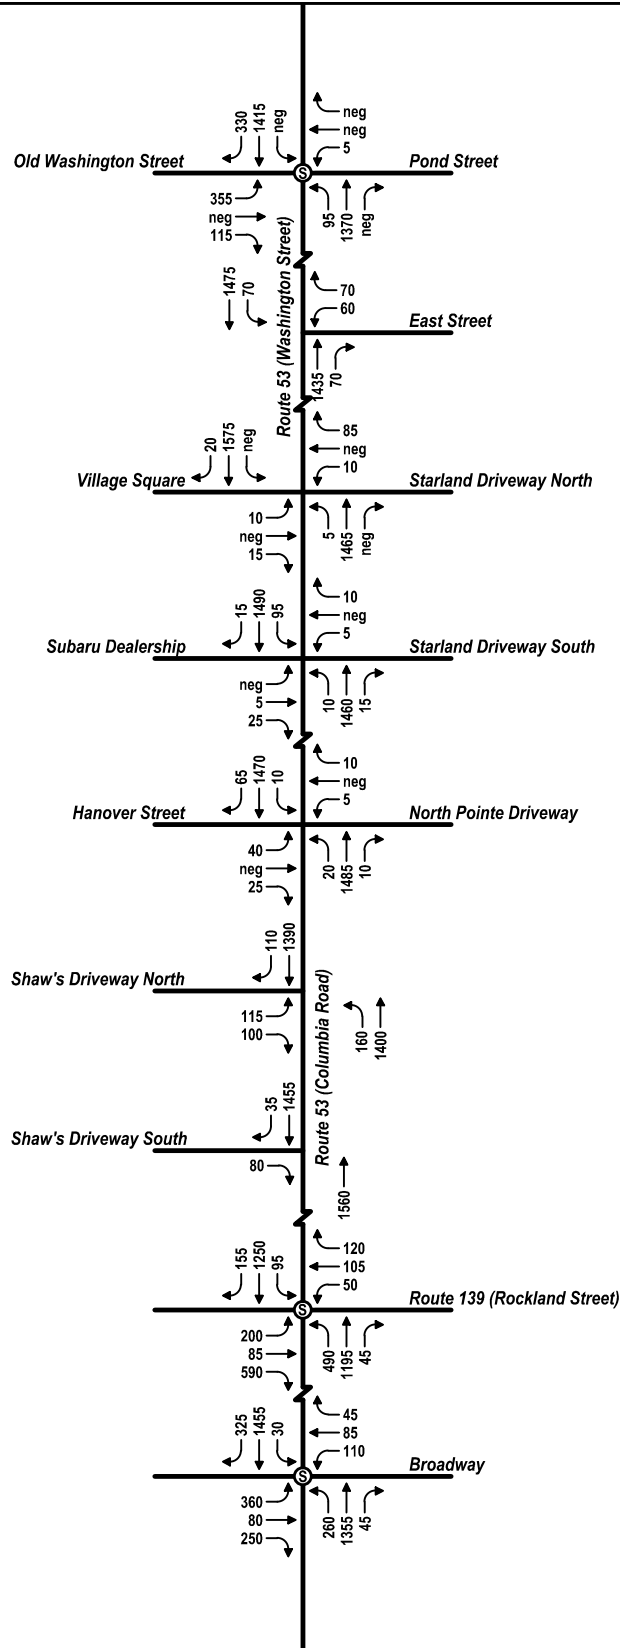 330 1415 neg
neg
neg
5
Old Washington Street
S
Pond Street
355
neg
115
95 1370 neg
Route 53 (Washington Street)
1475 70
70
60
East Street
1435 70
20 1575 neg
85
neg
10
Village Square
Starland Driveway North
10
neg
15
5 1465 neg
15 1490 95
10
neg
5
Subaru Dealership
Starland Driveway South
neg
5
25
10 1460 15
65 1470 10
10
neg
5
Hanover Street
North Pointe Driveway
40
neg
25
20 1485 10
110 1390
Shaw's Driveway North
115
100
160 1400
Route 53 (Columbia Road)
35 1455
Shaw's Driveway South
80
1560
155 1250 95
120
105
50
S
Route 139 (Rockland Street)
200
85
590
490 1195 45
325 1455 30
45
85
110
S
Broadway
360
80
250
260 1355 45